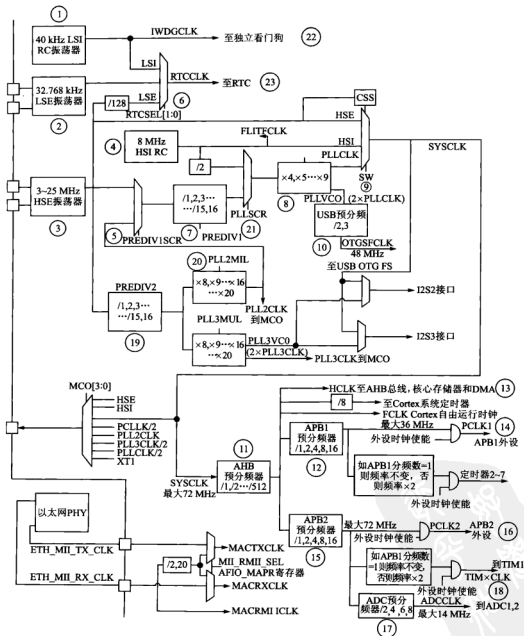 ①
40 kHz LSI
RC振荡器
IWDGCLK
至独立看门狗
㉒
LSI
RTCCLK
至RTC
㉓
32.768 kHz
LSE振荡器
②
/128
LSE
RTCSEL[1:0]
⑥
CSS
HSE
④
8 MHz
HSI RC
FLITFCLK
HSI
SYSCLK
/2
PLLCLK
×4,×5⋯×9
SW
⑨
3~25 MHz
HSE振荡器
③
⑤
PREDIV1SCR
/1,2,3⋯
⋯/15,16
⑦
PREDIV1
PLLSCR
㉑
⑧
PLLVCO
(2×PLLCLK)
USB预分频
/2,3
⑩
OTGSFCLK
48 MHz
至USB OTG FS
⑳
PLL2MIL
×8,×9⋯×16
⋯×20
PLL2CLK
到MCO
PREDIV2
/1,2,3⋯
⋯/15,16
⑲
PLL3MUL
×8,×9⋯×16
⋯×20
PLL3VC0
(2×PLL3CLK)
PLL3CLK到MCO
I2S2接口
I2S3接口
MCO[3:0]
HSE
HSI
PCLLK/2
PLL2CLK
PLL3CLK/2
PLLCLK/2
XT1
HCLK至AHB总线,核心存储器和DMA
⑬
/8
至Cortex系统定时器
FCLK Cortex自由运行时钟
⑪
AHB
预分频器
/1,/2⋯/512
SYSCLK
最大72 MHz
APB1
预分频器
/1,2,4,8,16
⑫
最大36 MHz
PCLK1
⑭
外设时钟使能
APB1外设
如APB1分频数=1
则频率不变，否
则频率×2
定时器2~7
外设时钟使能
APB2
预分频器
/1,2,4,8,16
⑮
最大72 MHz
PCLK2
APB2
外设
⑯
外设时钟使能
如APB1分频数
=1则频率不变，
否则频率×2
到TIM1
TIM×CLK
⑱
外设时钟使能
ADC预分
频器/2,4,6,8
⑰
ADCCLK
最大14 MHz
到ADC1,2
以太网PHY
ETH_MII_TX_CLK
MACTXCLK
/2,20
MII_RMII_SEL
AFIO_MAPR寄存器
ETH_MII_RX_CLK
MACRXCLK
MACRMI ICLK